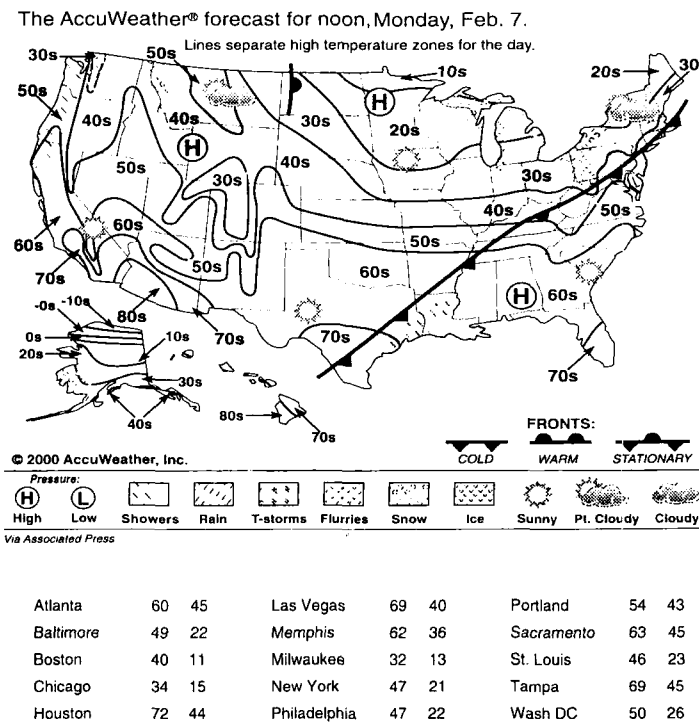 The AccuWeather® forecast for noon, Monday, Feb. 7.
Lines separate high temperature zones for the day.
30s 50s 10s 20s 30
50s 40s 40s H 30s 20s
H
50s 30s 40s 30s
60s 40s 50s
60s 50s 50s
70s 60s H 60s
80s 70s 70s 70s
-0s -10s
0s 10s
20s
30s
40s
80s 70s
FRONTS:
COLD WARM STATIONARY
© 2000 AccuWeather, Inc.
Pressure:
H L
High Low Showers Rain T-storms Flurries Snow Ice Sunny Pt. Cloudy Cloudy
Via Associated Press
Atlanta 60 45 Las Vegas 69 40 Portland 54 43
Baltimore 49 22 Memphis 62 36 Sacramento 63 45
Boston 40 11 Milwaukee 32 13 St. Louis 46 23
Chicago 34 15 New York 47 21 Tampa 69 45
Houston 72 44 Philadelphia 47 22 Wash DC 50 26